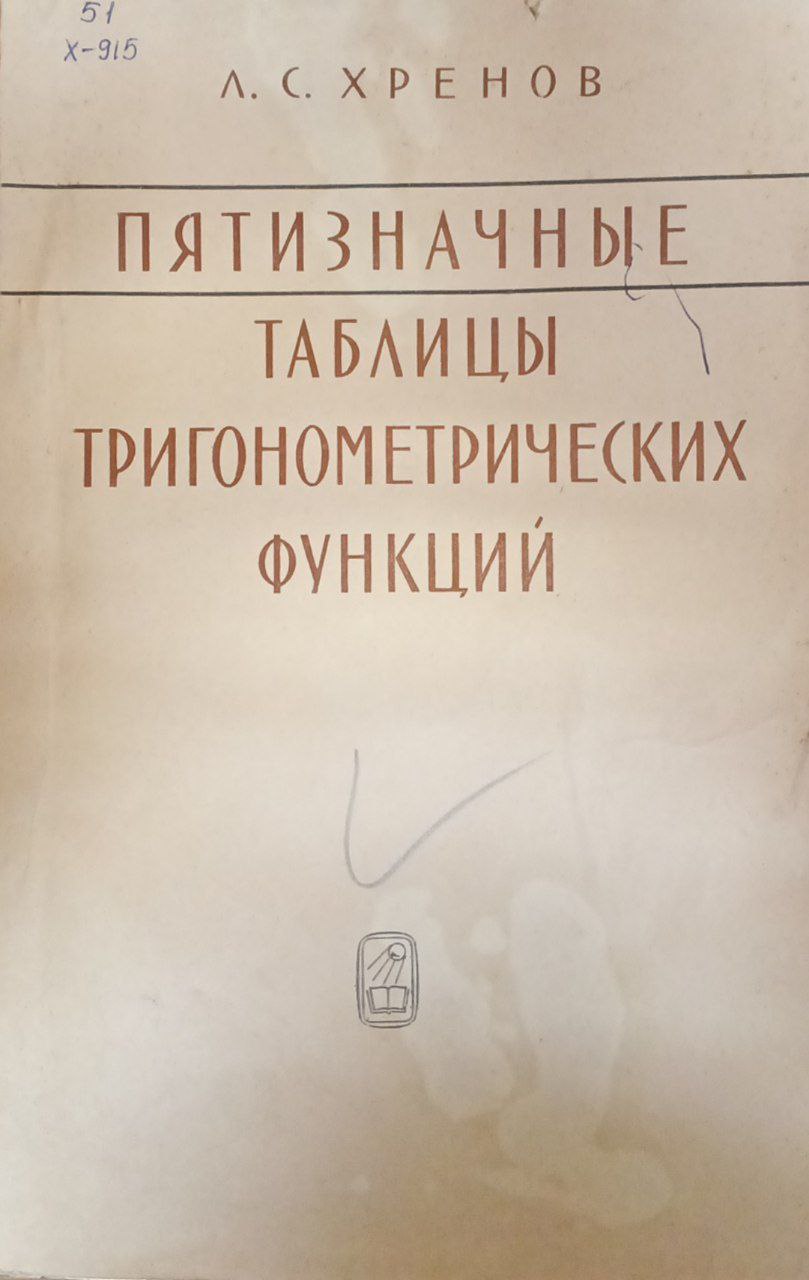 51
Х-915
Л. С. ХРЕНОВ
ПЯТИЗНАЧНЫЕ
ТАБЛИЦЫ
ТРИГОНОМЕТРИЧЕСКИХ
ФУНКЦИЙ